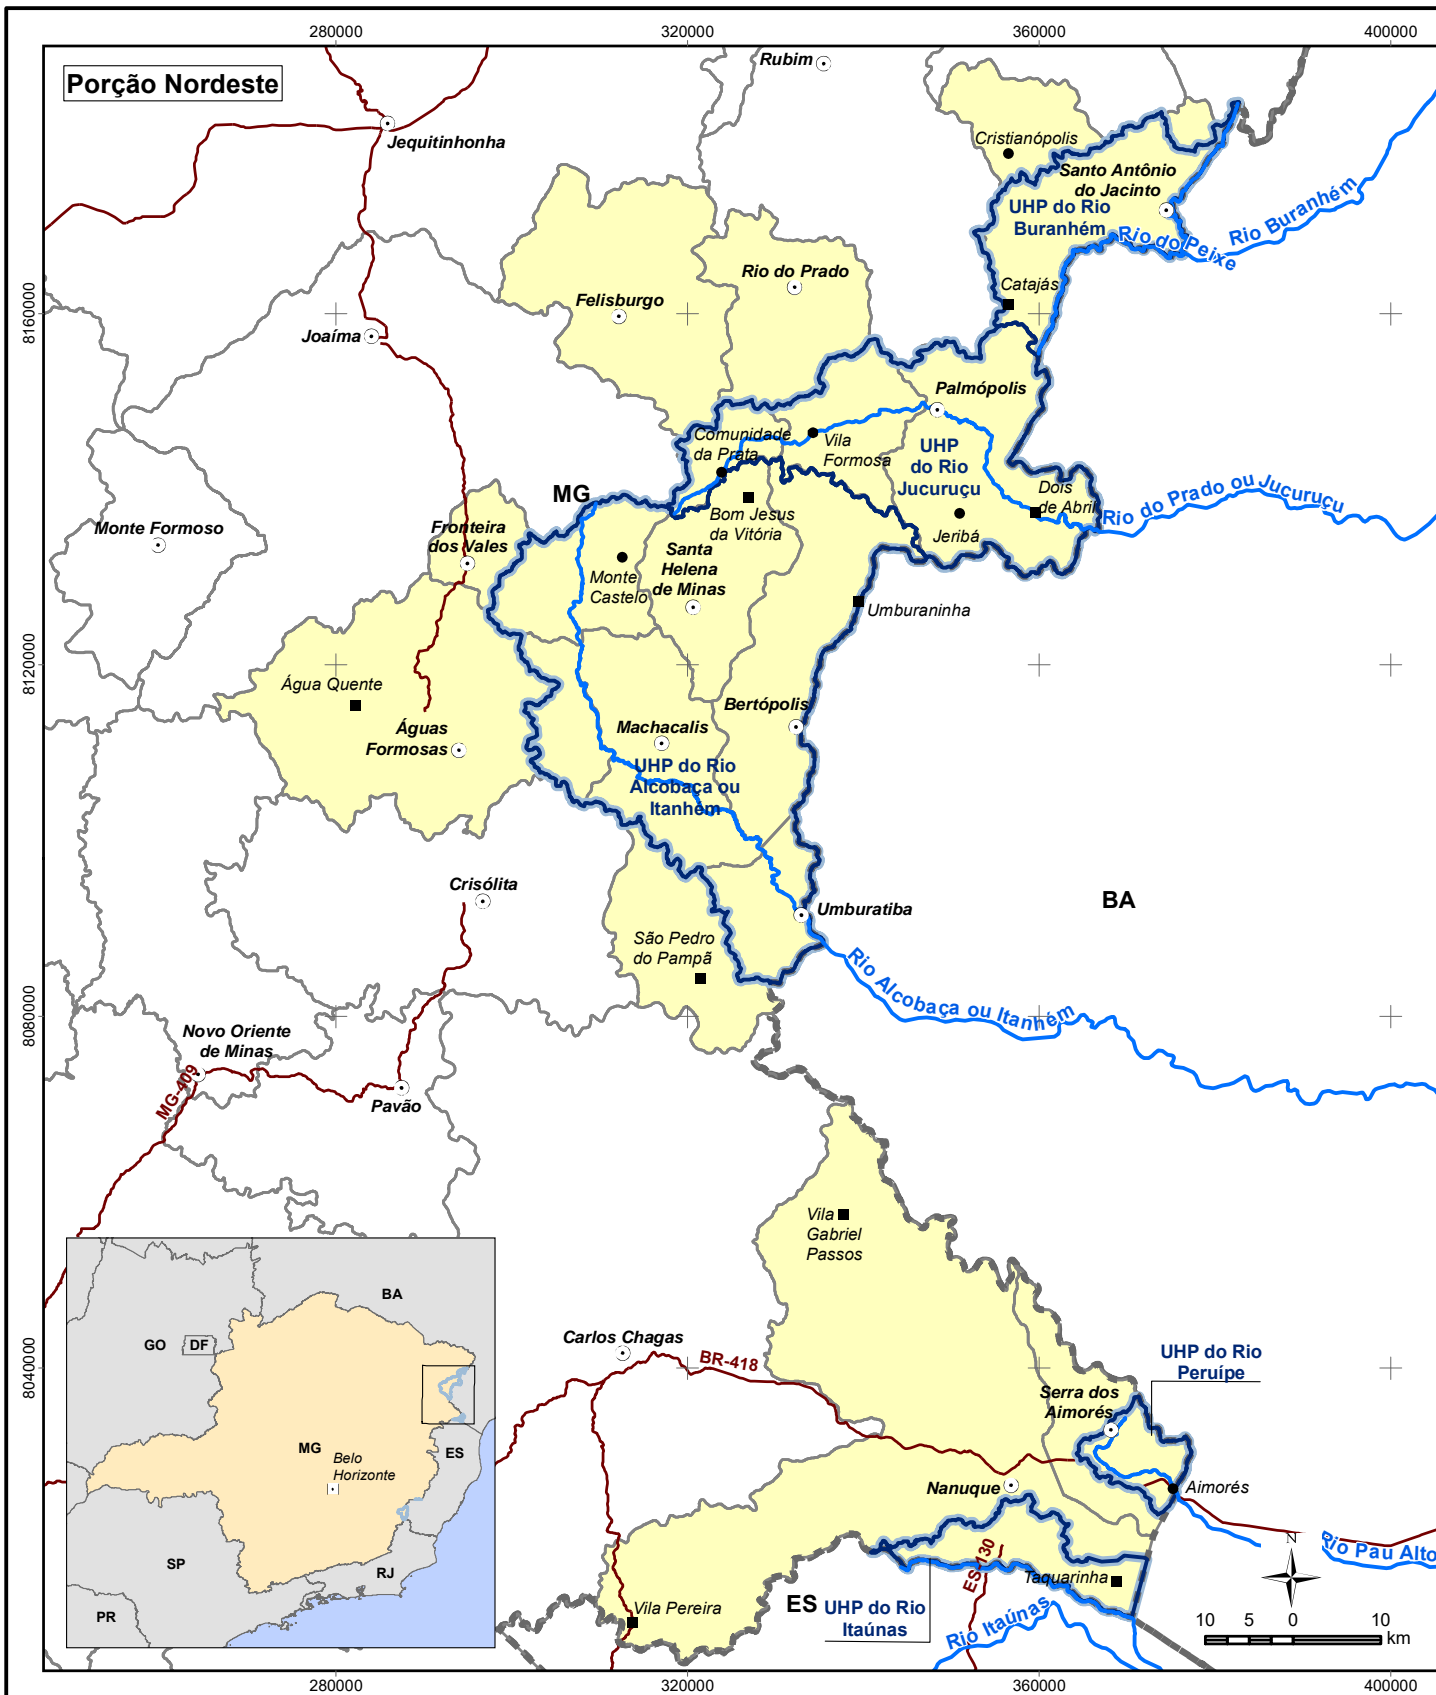 280000
320000
360000
400000
Porção Nordeste
Rubim
Jequitinhonha
Cristianópolis
Santo Antônio
do Jacinto
UHP do Rio
Buranhém
Rio Buranhém
Rio do Peixe
Rio do Prado
Felisburgo
Catajás
8160000
Joaíma
Palmópolis
Comunidade
da Prata
Vila
Formosa
UHP
do Rio
Jucuruçu
MG
Dois
de Abril
Rio do Prado ou Jucuruçu
Bom Jesus
da Vitória
Jeribá
Monte Formoso
Fronteira
dos Vales
Santa
Helena
de Minas
Monte
Castelo
Umburaninha
8120000
Água Quente
Bertópolis
Águas
Formosas
Machacalis
UHP do Rio
Alcobaça ou
Itanhém
Crisólita
BA
Umburatiba
São Pedro
do Pampã
Rio Alcobaça ou Itanhém
8080000
Novo Oriente
de Minas
MG-409
Pavão
Vila
Gabriel
Passos
8040000
Carlos Chagas
BR-418
UHP do Rio
Peruípe
Serra dos
Aimorés
Nanuque
Aimorés
Rio Pau Alto
ES-130
Taquarinha
Vila Pereira
ES
UHP do Rio
Itaúnas
Rio Itaúnas
N
10 5 0 10
km
BA
GO
DF
MG
Belo
Horizonte
ES
SP
RJ
PR
280000
320000
360000
400000